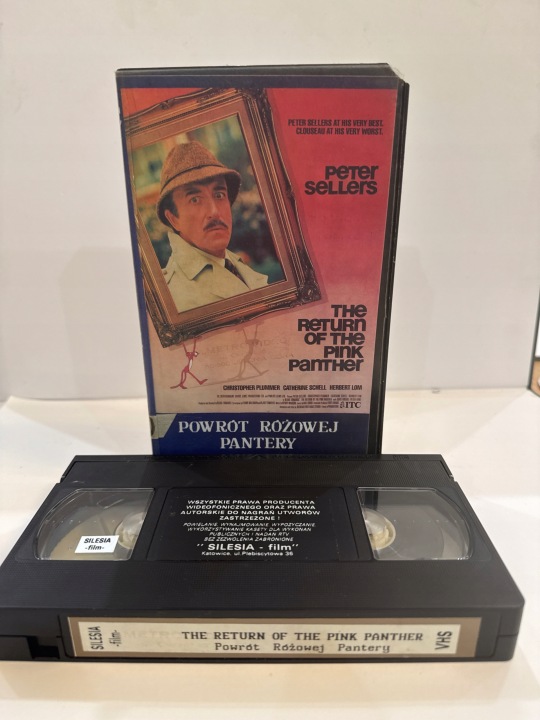 PETER SELLERS AT HIS VERY BEST,
CLOUSEAU AT HIS VERY WORST.
PETER
SELLERS
THE
RETURN
OF THE
PINK
PANTHER
CHRISTOPHER PLUMMER CATHERINE SCHELL HERBERT LOM
ITC
POWRÓT RÓŻOWEJ
PANTERY
WSZYSTKIE PRAWA PRODUCENTA
WIDEOFONICZNEGO ORAZ PRAWA
AUTORSKIE DO NAGRAŃ UTWORÓW
ZASTRZEŻONE !
POWIELANIE, WYNAJMOWANIE, WYPOŻYCZANIE
WYKORZYSTYWANIE KASETY DLA WYKONAŃ
PUBLICZNYCH I NADAŃ RTV
BEZ ZEZWOLENIA ZABRONIONE
" SILESIA - film"
Katowice, ul. Plebiscytowa 36
SILESIA
-film-
SILESIA
-film-
THE RETURN OF THE PINK PANTHER
Powrót Różowej Pantery
VHS